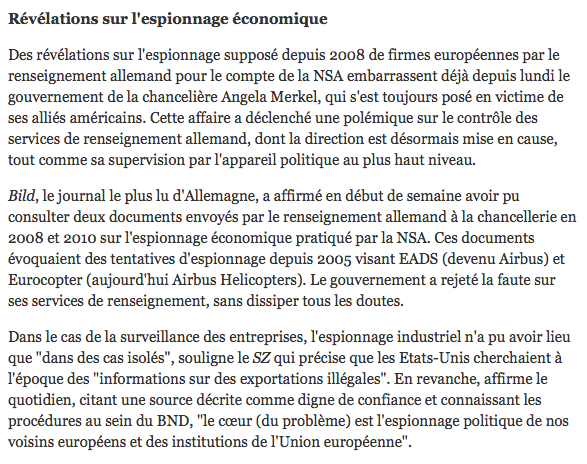 Révélations sur l'espionnage économique
Des révélations sur l'espionnage supposé depuis 2008 de firmes européennes par le
renseignement allemand pour le compte de la NSA embarrassent déjà depuis lundi le
gouvernement de la chancelière Angela Merkel, qui s'est toujours posé en victime de
ses alliés américains. Cette affaire a déclenché une polémique sur le contrôle des
services de renseignement allemand, dont la direction est désormais mise en cause,
tout comme sa supervision par l'appareil politique au plus haut niveau.
Bild, le journal le plus lu d'Allemagne, a affirmé en début de semaine avoir pu
consulter deux documents envoyés par le renseignement allemand à la chancellerie en
2008 et 2010 sur l'espionnage économique pratiqué par la NSA. Ces documents
évoquaient des tentatives d'espionnage depuis 2005 visant EADS (devenu Airbus) et
Eurocopter (aujourd'hui Airbus Helicopters). Le gouvernement a rejeté la faute sur
ses services de renseignement, sans dissiper tous les doutes.
Dans le cas de la surveillance des entreprises, l'espionnage industriel n'a pu avoir lieu
que "dans des cas isolés", souligne le SZ qui précise que les Etats-Unis cherchaient à
l'époque des "informations sur des exportations illégales". En revanche, affirme le
quotidien, citant une source décrite comme digne de confiance et connaissant les
procédures au sein du BND, "le cœur (du problème) est l'espionnage politique de nos
voisins européens et des institutions de l'Union européenne".